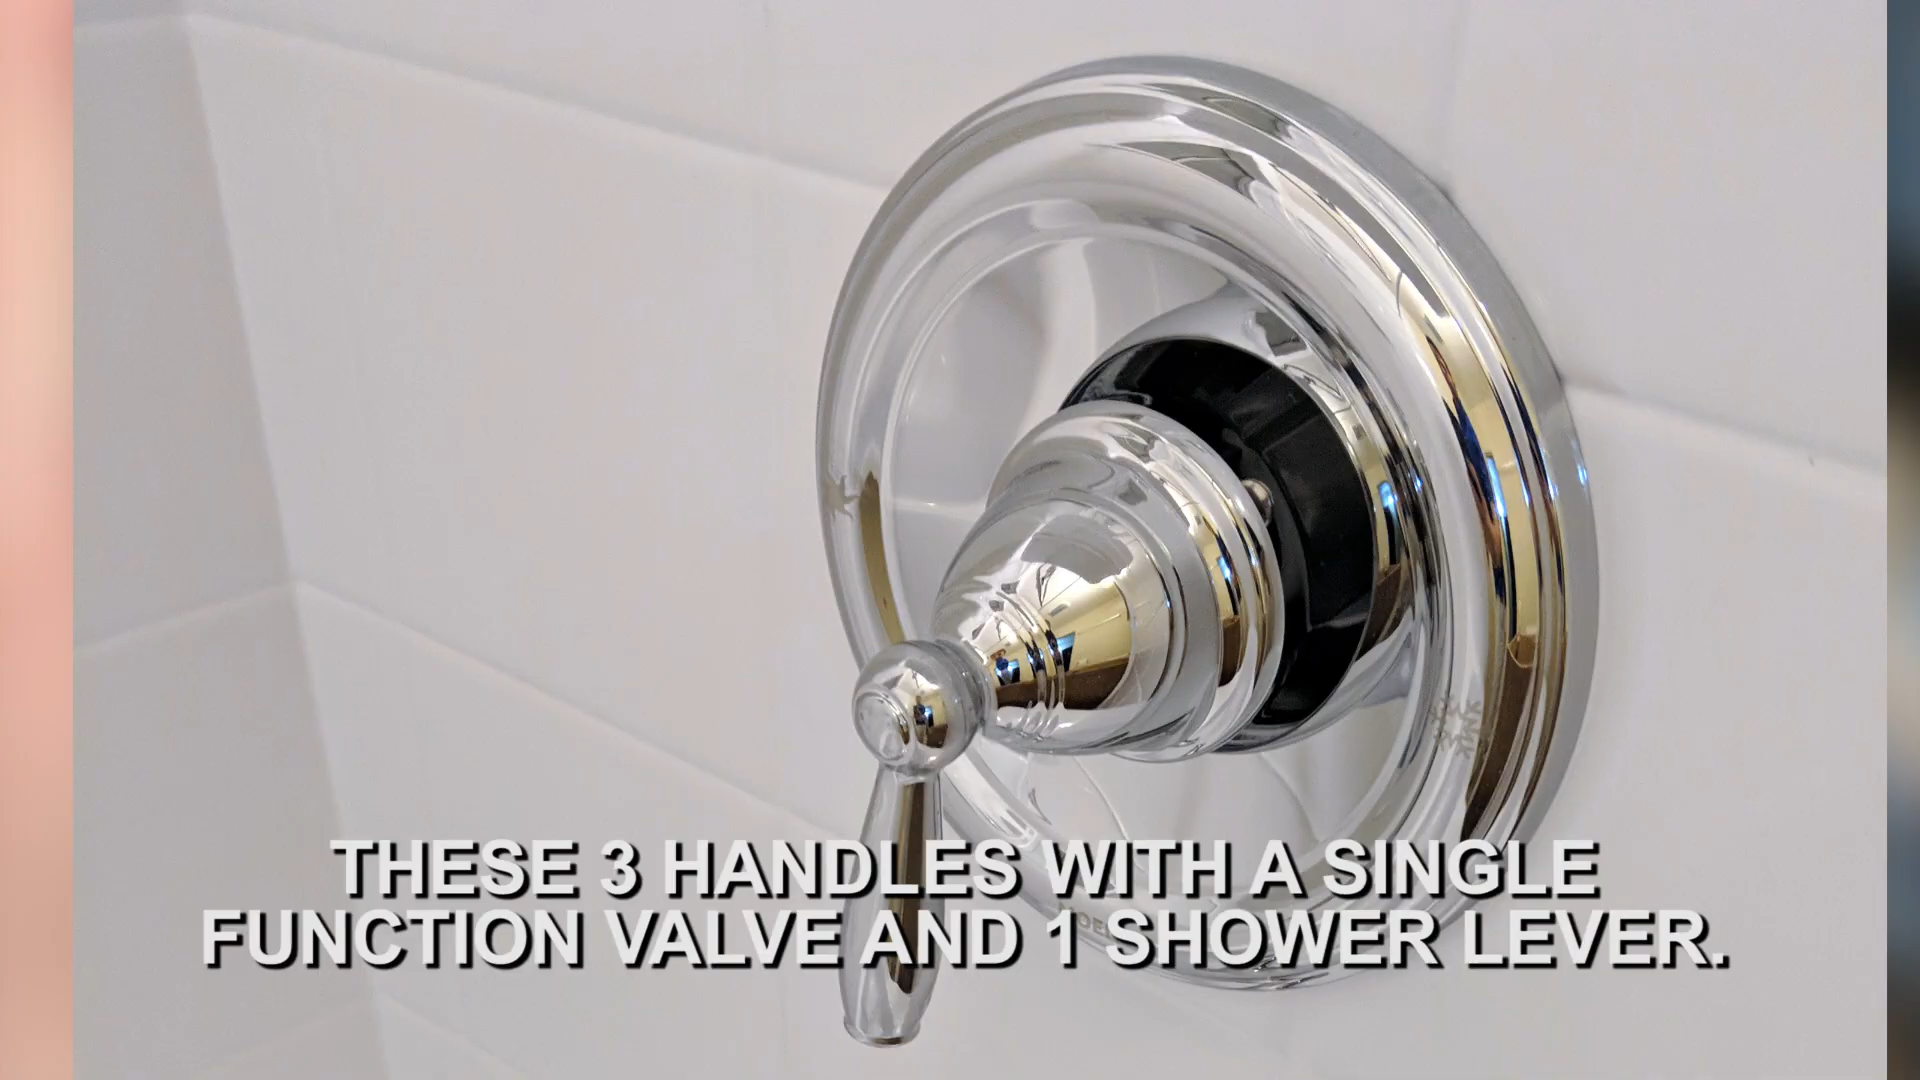 THESE 3 HANDLES WITH A SINGLE
FUNCTION VALVE AND 1 SHOWER LEVER.